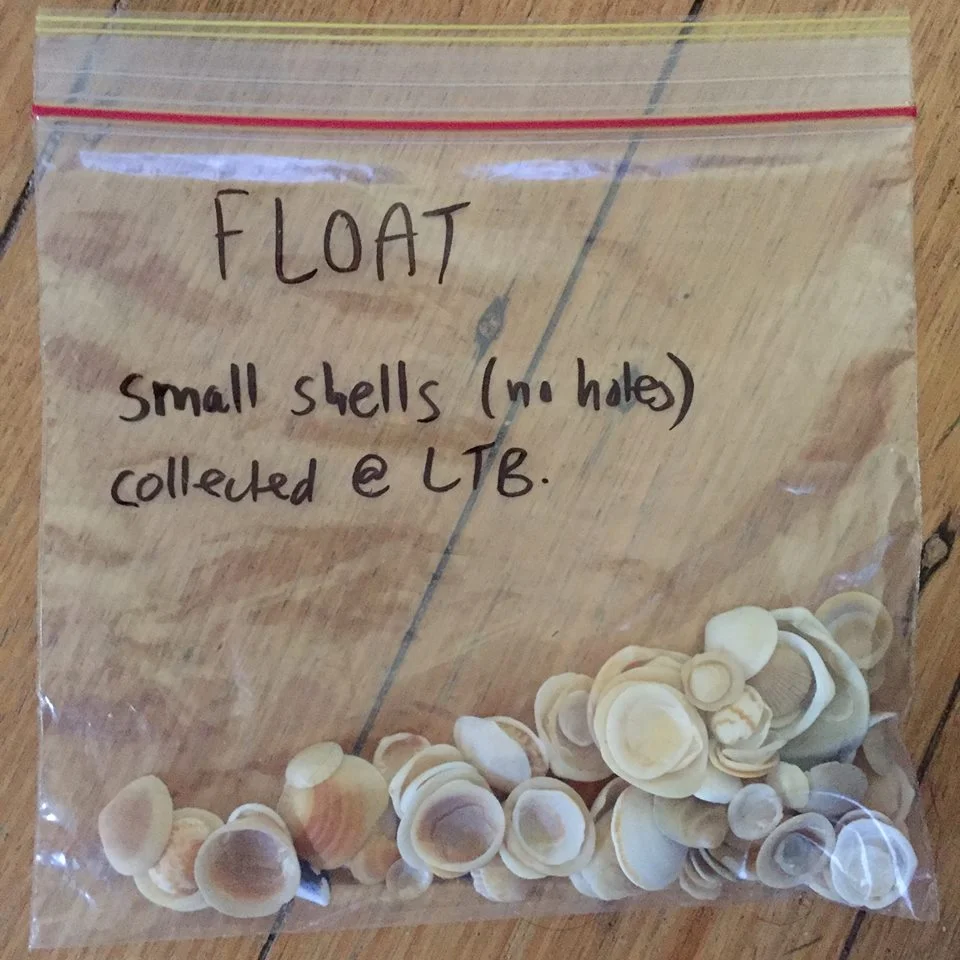 FLOAT
small shells (no holes)
collected @ LTB.